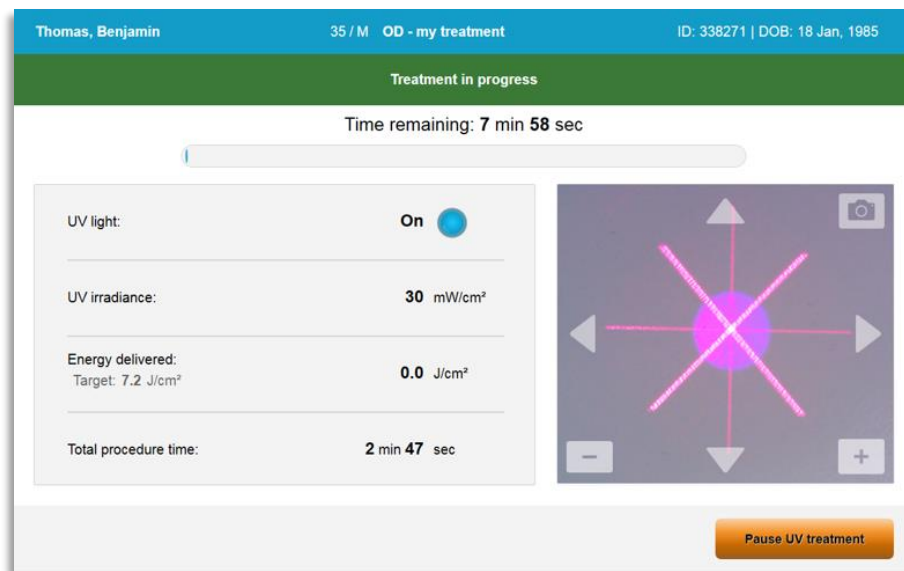 Thomas, Benjamin 35 / M OD - my treatment ID: 338271 | DOB: 18 Jan, 1985
Treatment in progress
Time remaining: 7 min 58 sec
UV light: On
UV irradiance: 30 mW/cm²
Energy delivered:
Target: 7.2 J/cm²
0.0 J/cm²
Total procedure time: 2 min 47 sec
Pause UV treatment